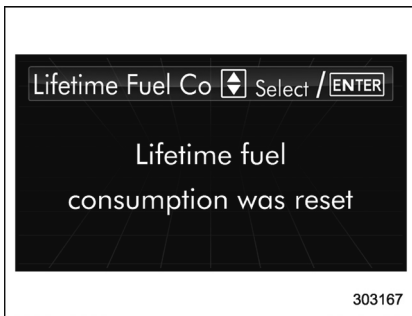 Lifetime Fuel Co Select / ENTER
Lifetime fuel
consumption was reset
303167